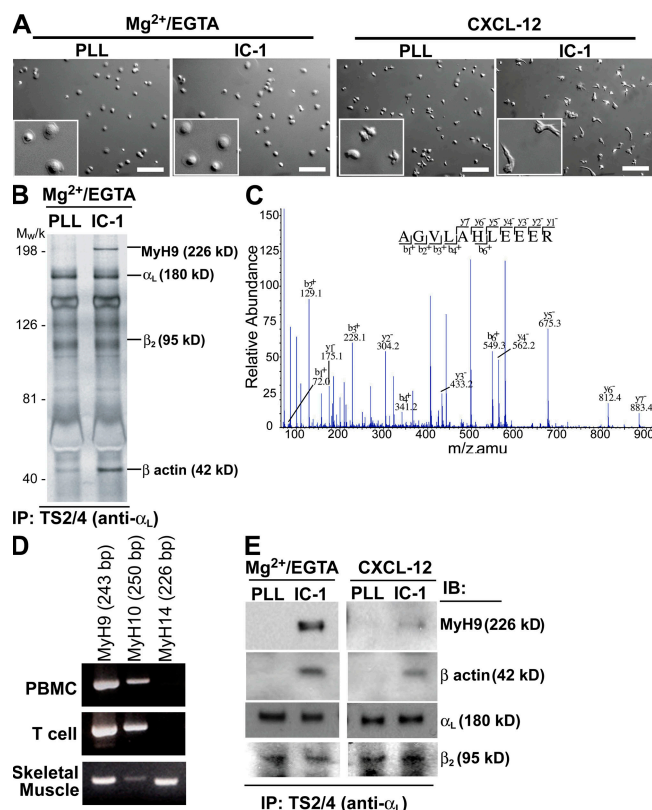 A
Mg2+/EGTA
CXCL-12
PLL
IC-1
PLL
IC-1
B
Mg2+/EGTA
PLL IC-1
Mw/k
198 -
126 -
81 -
40 -
MyH9 (226 kD)
αL (180 kD)
β2 (95 kD)
β actin (42 kD)
IP: TS2/4 (anti-αL)
C
Relative Abundance
150
125
100
75
50
25
0
y7 y6- y5- y4- y3- y2- y1-
AGVLAHLEEER
b1+ b2+ b3+ b4+ b6+
b2+
129.1
b1+
72.0
y1-
175.1
b3+
228.1
y2-
304.2
b4+
341.2
y3-
433.2
b6+
549.3
y4-
562.2
y5-
675.3
y6-
812.4
y7-
883.4
100 200 300 400 500 600 700 800 900
m/z.amu
D
MyH9 (243 bp)
MyH10 (250 bp)
MyH14 (226 bp)
PBMC
T cell
Skeletal
Muscle
E
Mg2+/EGTA
CXCL-12
PLL IC-1
PLL IC-1
IB:
MyH9 (226 kD)
β actin (42 kD)
αL (180 kD)
β2 (95 kD)
IP: TS2/4 (anti-αL)